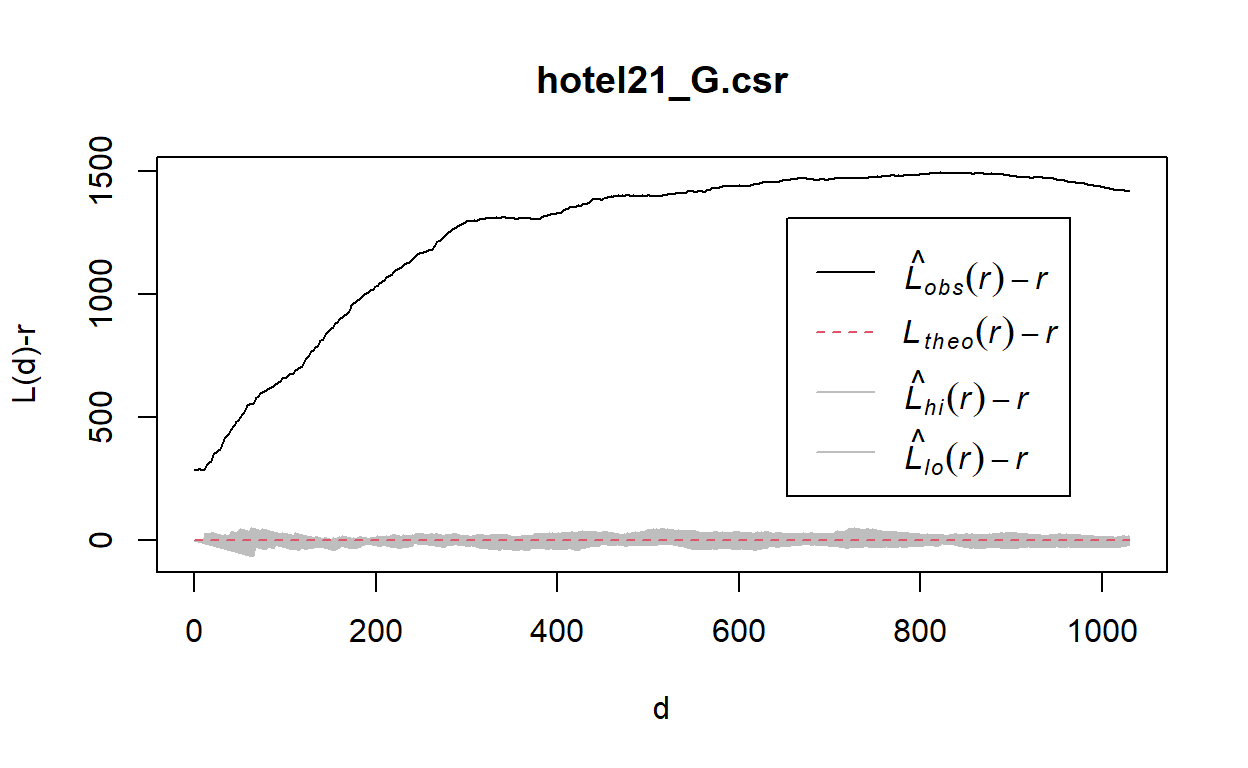 hotel21_G.csr
L(d)-r
1500
1000
500
0
L̂obs(r) − r
Ltheo(r) − r
L̂hi(r) − r
L̂lo(r) − r
0 200 400 600 800 1000
d